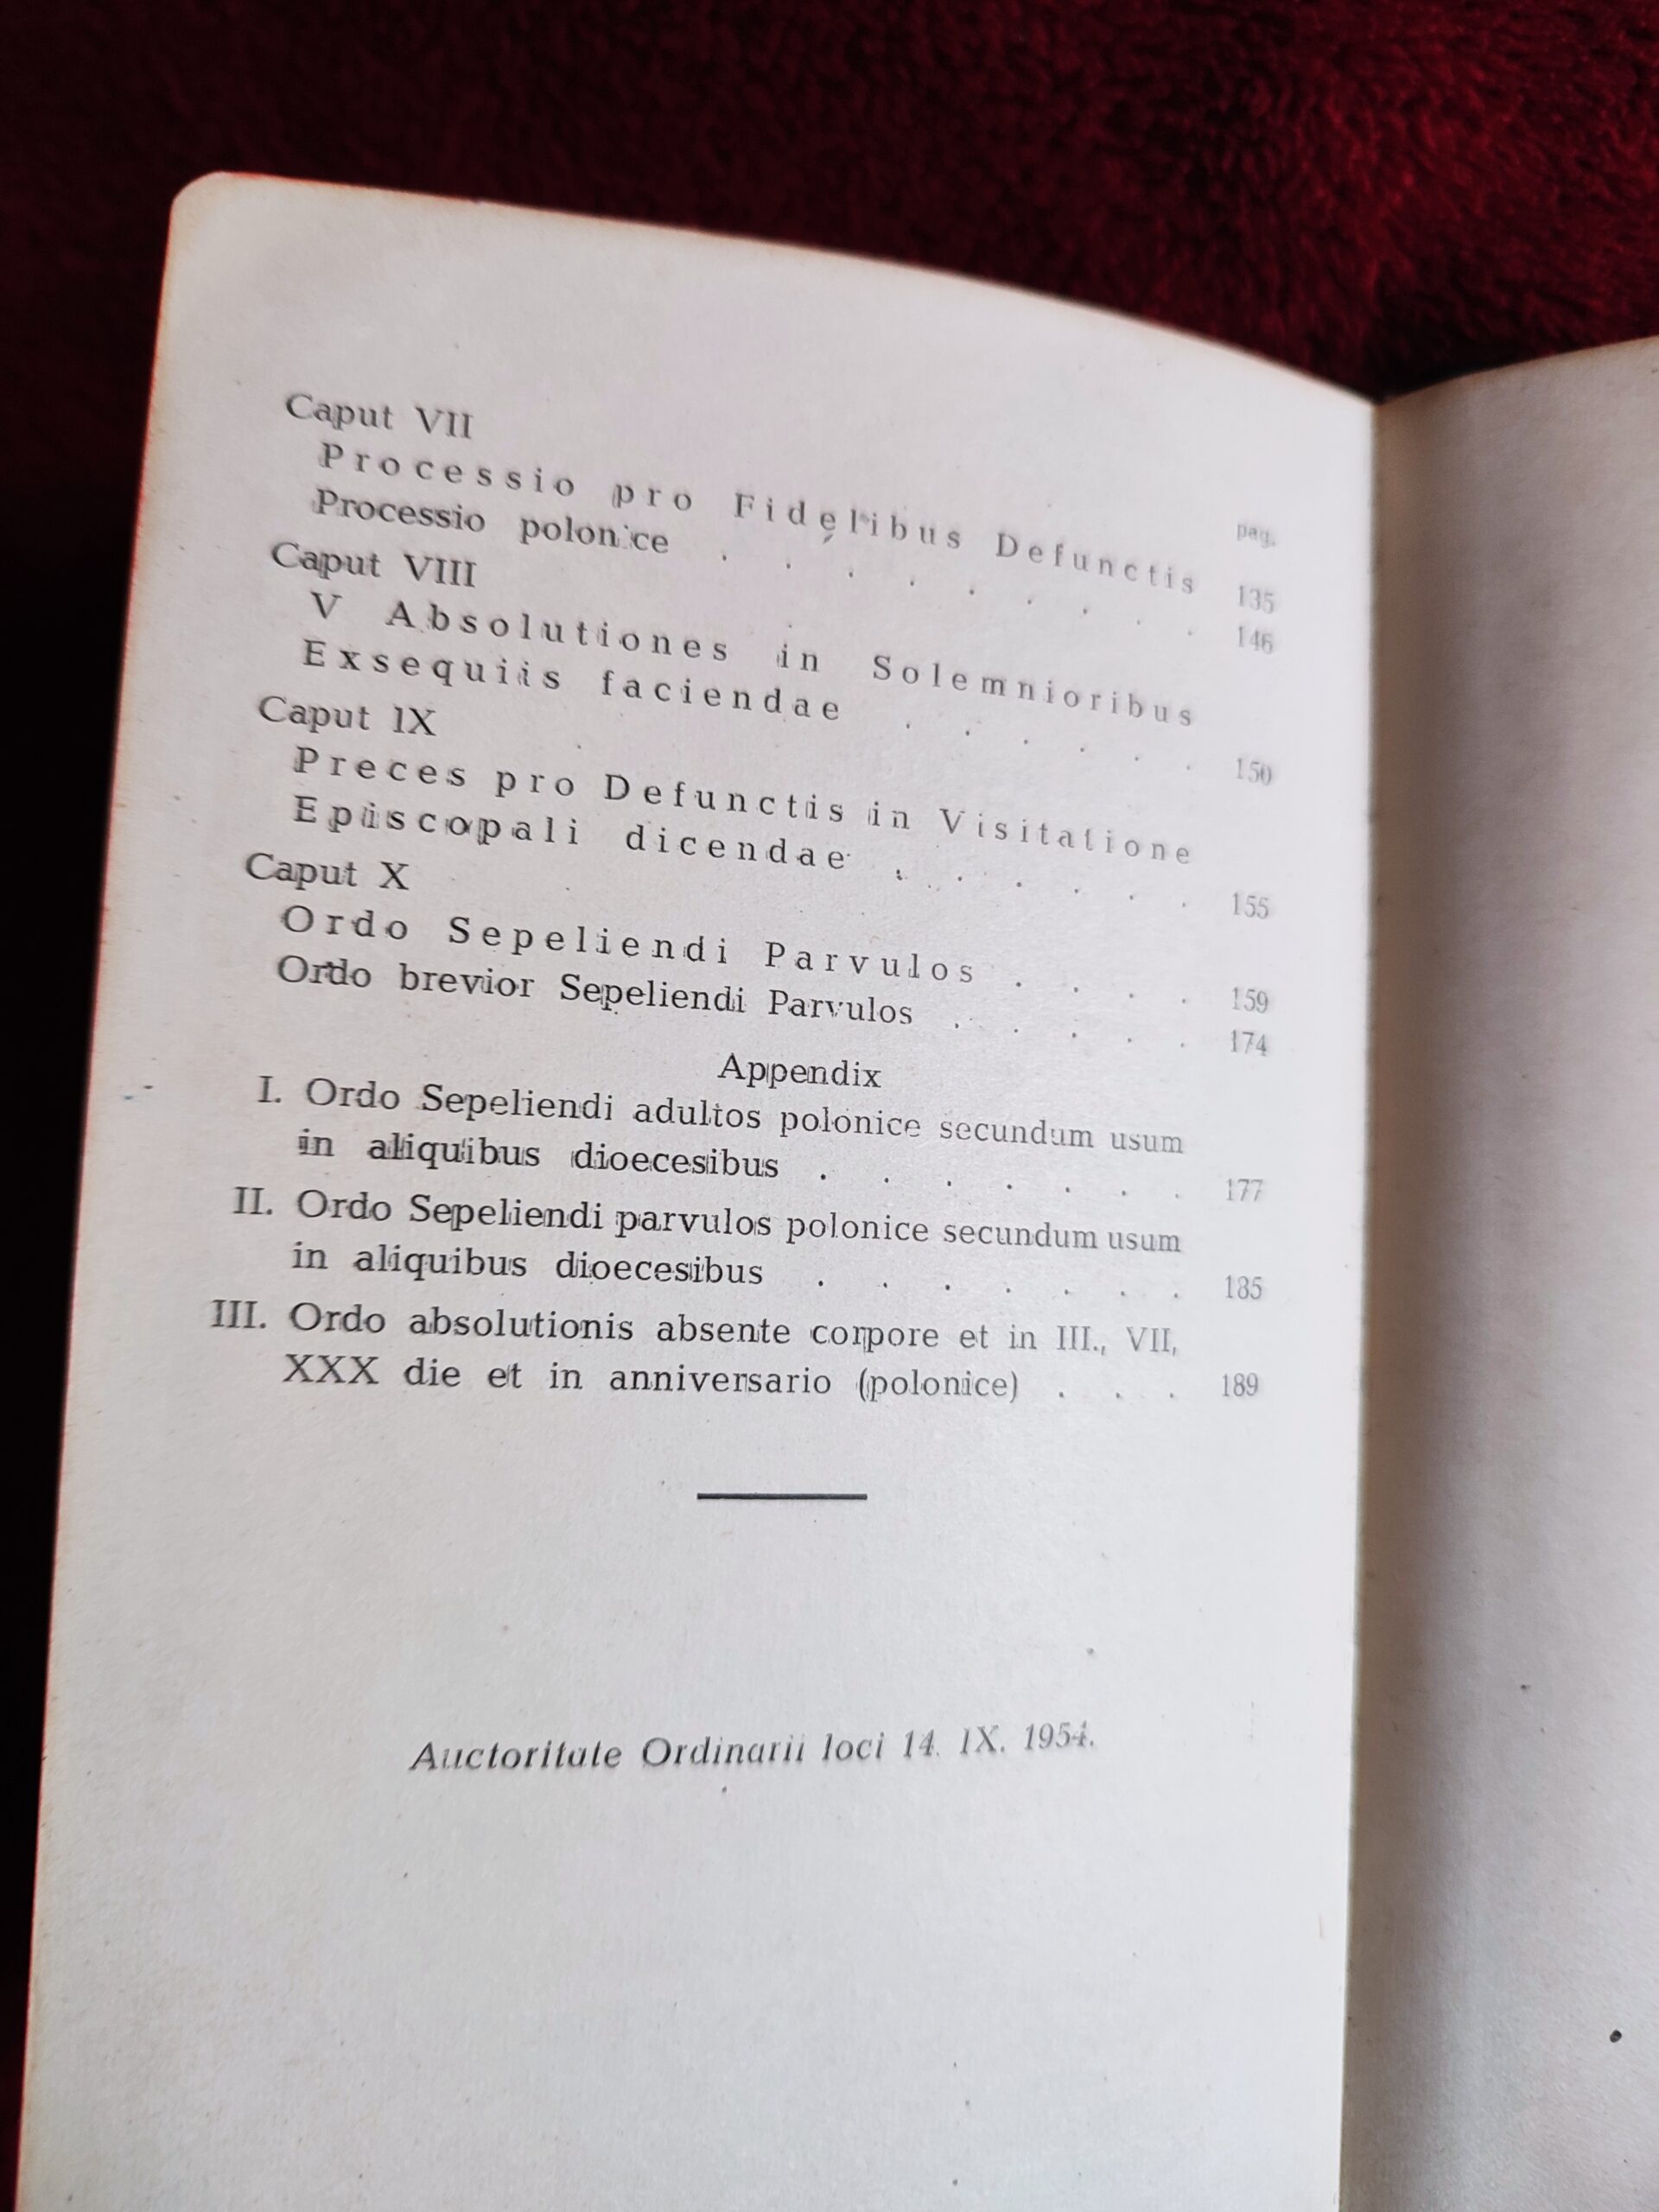 pag.
Caput VII
Processio pro Fidelibus Defunctis 135
Processio polonice . . . . . . . . . 146
Caput VIII
V Absolutiones in Solemnioribus
Exsequiis faciendae . . . . . . 150
Caput IX
Preces pro Defunctis in Visitatione
Episcopali dicendae . . . . . . 155
Caput X
Ordo Sepeliendi Parvulos . . . . 159
Ordo brevior Sepeliendi Parvulos . . . . . 174
Appendix
I. Ordo Sepeliendi adultos polonice secundum usum
in aliquibus dioecesibus . . . . . . . 177
II. Ordo Sepeliendi parvulos polonice secundum usum
in aliquibus dioecesibus . . . . . . . 185
III. Ordo absolutionis absente corpore et in III., VII,
XXX die et in anniversario (polonice) . . . 189
Auctoritate Ordinarii loci 14. IX. 1954.